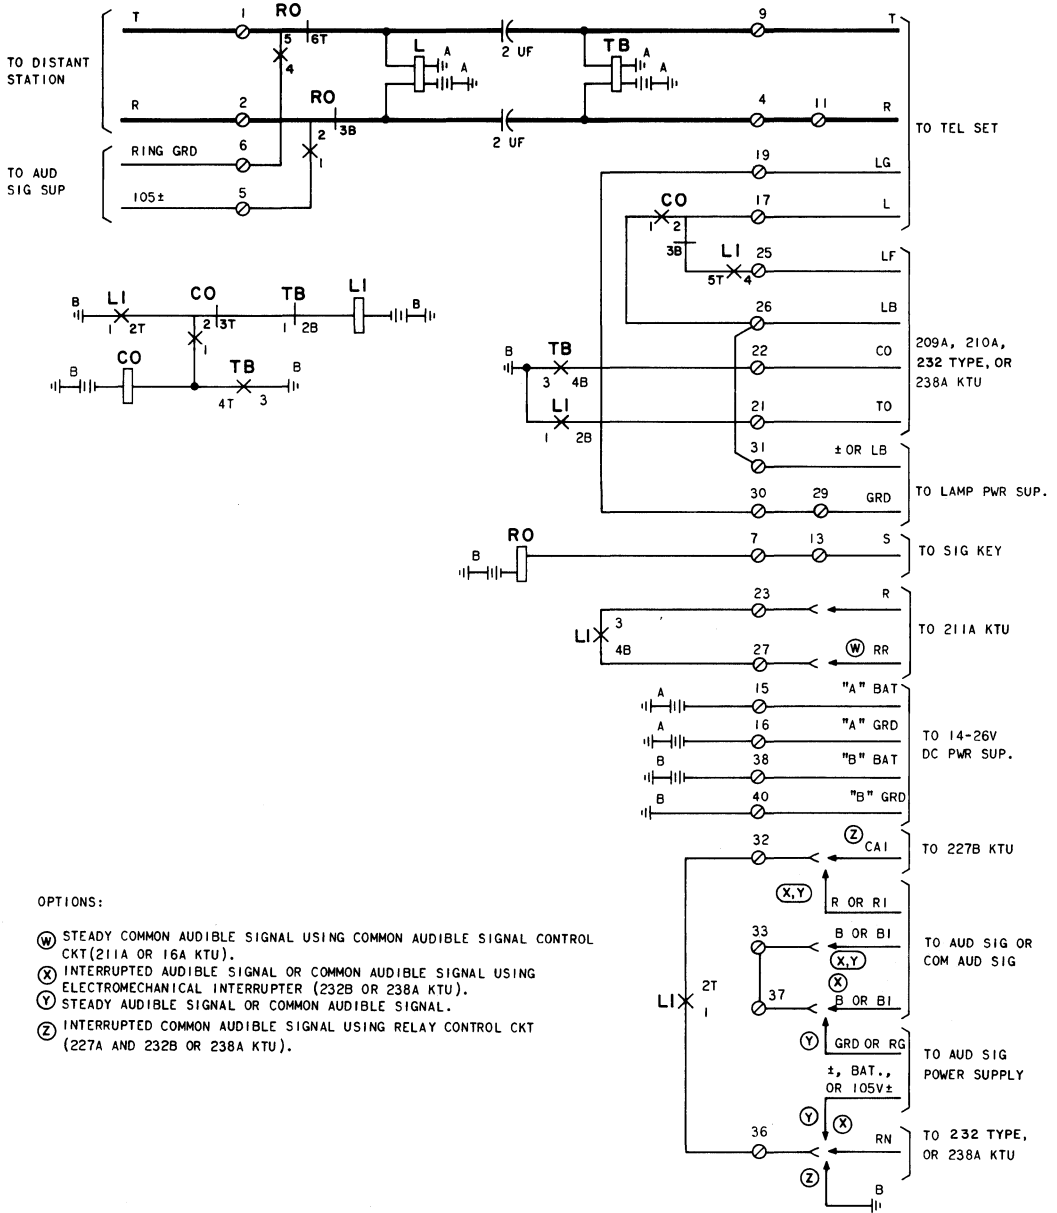 T 1 RO 9 T
5 6T 2 UF
4
L A A
TB A A
TO DISTANT
STATION
R 2 RO 4 11 R
3B
2 UF
2
1
RING GRD 6
105± 5
TO AUD
SIG SUP
TO TEL SET
19 LG
CO 17 L
1 2
3B LI 25 LF
5T 4
26 LB
B LI CO TB LI B
1 2T 2 3T 1 2B
1
B CO TB B
4T 3
B TB 22 CO
3 4B
LI 21 TO
1 2B
209A, 210A,
232 TYPE, OR
238A KTU
31 ± OR LB
30 29 GRD
TO LAMP PWR SUP.
RO 7 13 S
B
TO SIG KEY
23 R
LI 3
4B
27 W RR
TO 211A KTU
A 15 "A" BAT
A 16 "A" GRD
B 38 "B" BAT
B 40 "B" GRD
TO 14-26V
DC PWR SUP.
32 Z CAI
TO 227B KTU
X,Y R OR RI
33 B OR BI
X,Y
X
37 B OR BI
TO AUD SIG OR
COM AUD SIG
LI 2T
1
Y GRD OR RG
±, BAT.,
OR 105V±
TO AUD SIG
POWER SUPPLY
Y X
36 RN
Z
B
TO 232 TYPE,
OR 238A KTU
OPTIONS:
W STEADY COMMON AUDIBLE SIGNAL USING COMMON AUDIBLE SIGNAL CONTROL
CKT(211A OR 16A KTU).
X INTERRUPTED AUDIBLE SIGNAL OR COMMON AUDIBLE SIGNAL USING
ELECTROMECHANICAL INTERRUPTER (232B OR 238A KTU).
Y STEADY AUDIBLE SIGNAL OR COMMON AUDIBLE SIGNAL.
Z INTERRUPTED COMMON AUDIBLE SIGNAL USING RELAY CONTROL CKT
(227A AND 232B OR 238A KTU).